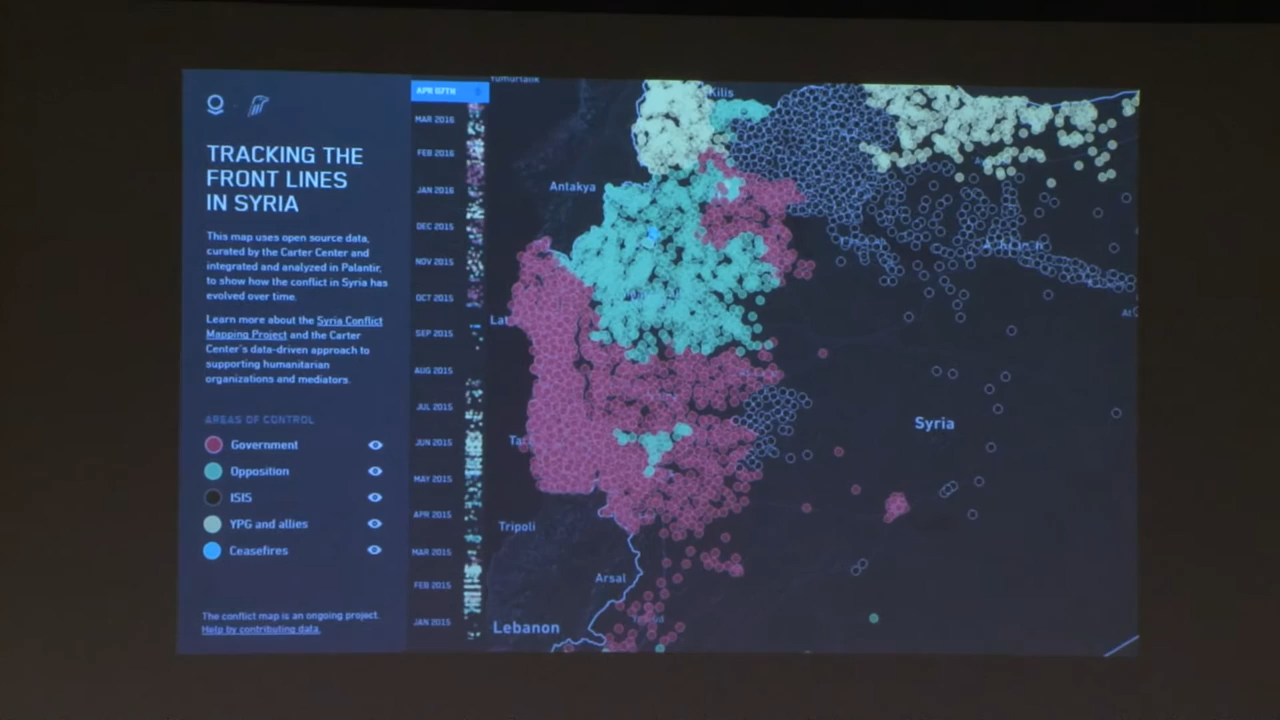 TRACKING THE
FRONT LINES
IN SYRIA
This map uses open source data,
curated by the Carter Center and
integrated and analyzed in Palantir,
to show how the conflict in Syria has
evolved over time.
Learn more about the Syria Conflict
Mapping Project and the Carter
Center's data-driven approach to
supporting humanitarian
organizations and mediators.
AREAS OF CONTROL
Government
Opposition
ISIS
YPG and allies
Ceasefires
The conflict map is an ongoing project.
Help by contributing data.
APR 07TH
MAR 2016
FEB 2016
JAN 2016
DEC 2015
NOV 2015
OCT 2015
SEP 2015
AUG 2015
JUL 2015
JUN 2015
MAY 2015
APR 2015
MAR 2015
FEB 2015
JAN 2015
Yumurtalik
Kilis
Antakya
Lat
Syria
Tart
Tripoli
Arsal
Lebanon